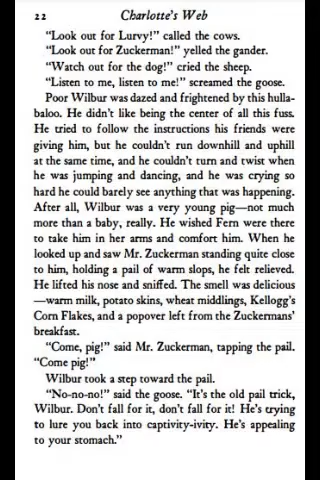 22 Charlotte's Web
"Look out for Lurvy!" called the cows.
"Look out for Zuckerman!" yelled the gander.
"Watch out for the dog!" cried the sheep.
"Listen to me, listen to me!" screamed the goose.
Poor Wilbur was dazed and frightened by this hulla-
baloo. He didn't like being the center of all this fuss.
He tried to follow the instructions his friends were
giving him, but he couldn't run downhill and uphill
at the same time, and he couldn't turn and twist when
he was jumping and dancing, and he was crying so
hard he could barely see anything that was happening.
After all, Wilbur was a very young pig—not much
more than a baby, really. He wished Fern were there
to take him in her arms and comfort him. When he
looked up and saw Mr. Zuckerman standing quite close
to him, holding a pail of warm slops, he felt relieved.
He lifted his nose and sniffed. The smell was delicious
—warm milk, potato skins, wheat middlings, Kellogg's
Corn Flakes, and a popover left from the Zuckermans'
breakfast.
"Come, pig!" said Mr. Zuckerman, tapping the pail.
"Come pig!"
Wilbur took a step toward the pail.
"No-no-no!" said the goose. "It's the old pail trick,
Wilbur. Don't fall for it, don't fall for it! He's trying
to lure you back into captivity-ivity. He's appealing
to your stomach."